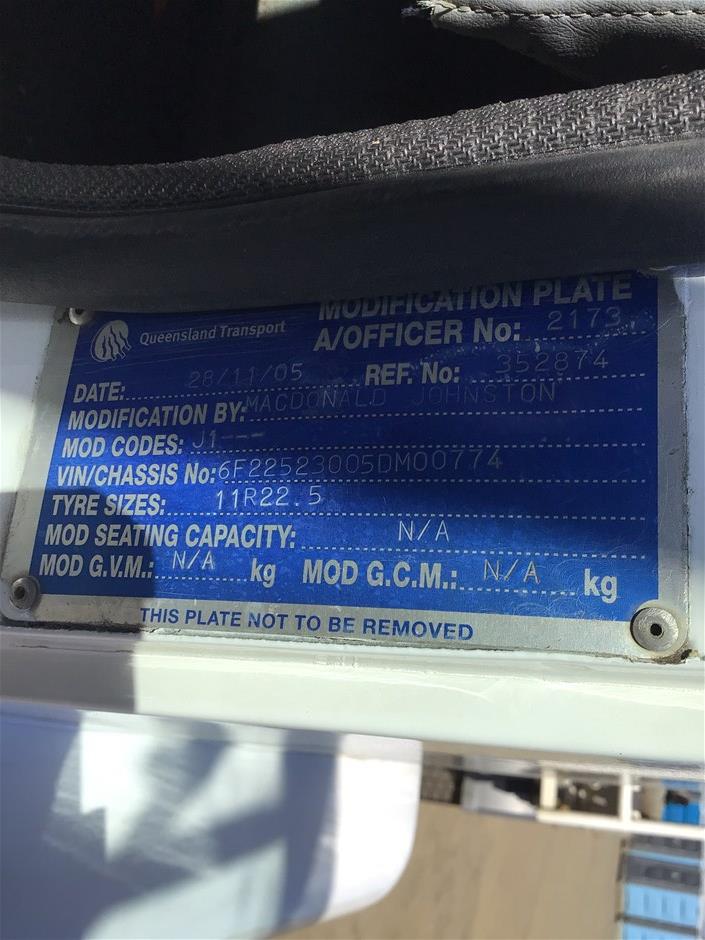 MODIFICATION PLATE
Queensland Transport
A/OFFICER No: 2173
DATE: 28/11/05 REF. No: 352874
MODIFICATION BY: MACDONALD JOHNSTON
MOD CODES: J1---
VIN/CHASSIS No: 6F22523005DM00774
TYRE SIZES: 11R22.5
MOD SEATING CAPACITY: N/A
MOD G.V.M.: N/A kg MOD G.C.M.: N/A kg
THIS PLATE NOT TO BE REMOVED